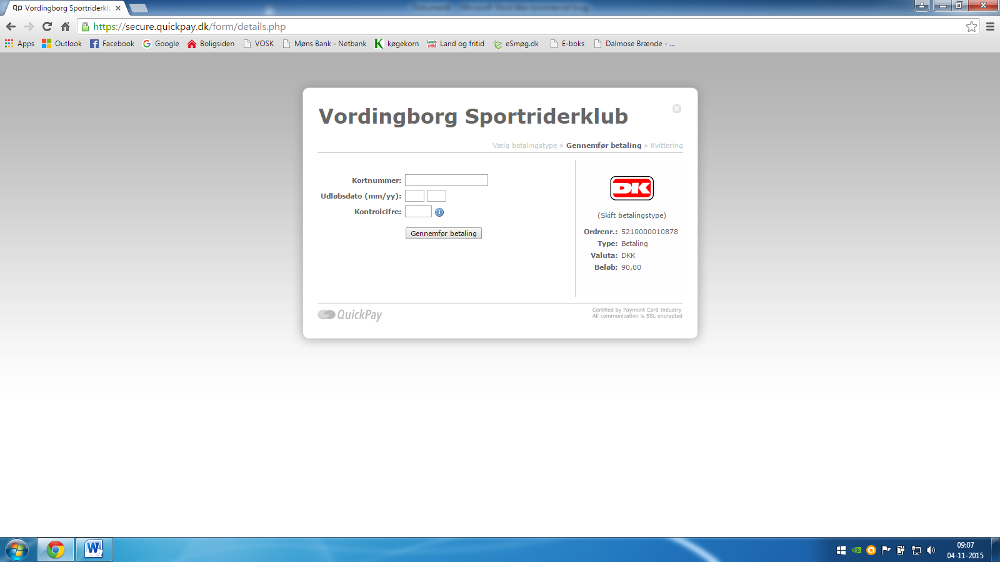 Vordingborg Sportriderklu
https://secure.quickpay.dk/form/details.php
Apps Outlook Facebook Google Boligsiden VOSK Møns Bank - Netbank køgekorn Land og fritid eSmøg.dk E-boks Dalmose Brænde - ...
Vordingborg Sportriderklub
Vælg betalingstype » Gennemfør betaling » Kvittering
Kortnummer:
Udløbsdato (mm/yy):
Kontrolcifre:
Gennemfør betaling
DK
(Skift betalingstype)
Ordrenr.: 5210000010878
Type: Betaling
Valuta: DKK
Beløb: 90,00
QuickPay
Certified by Payment Card Industry
All communication is SSL encrypted
09:07
04-11-2015